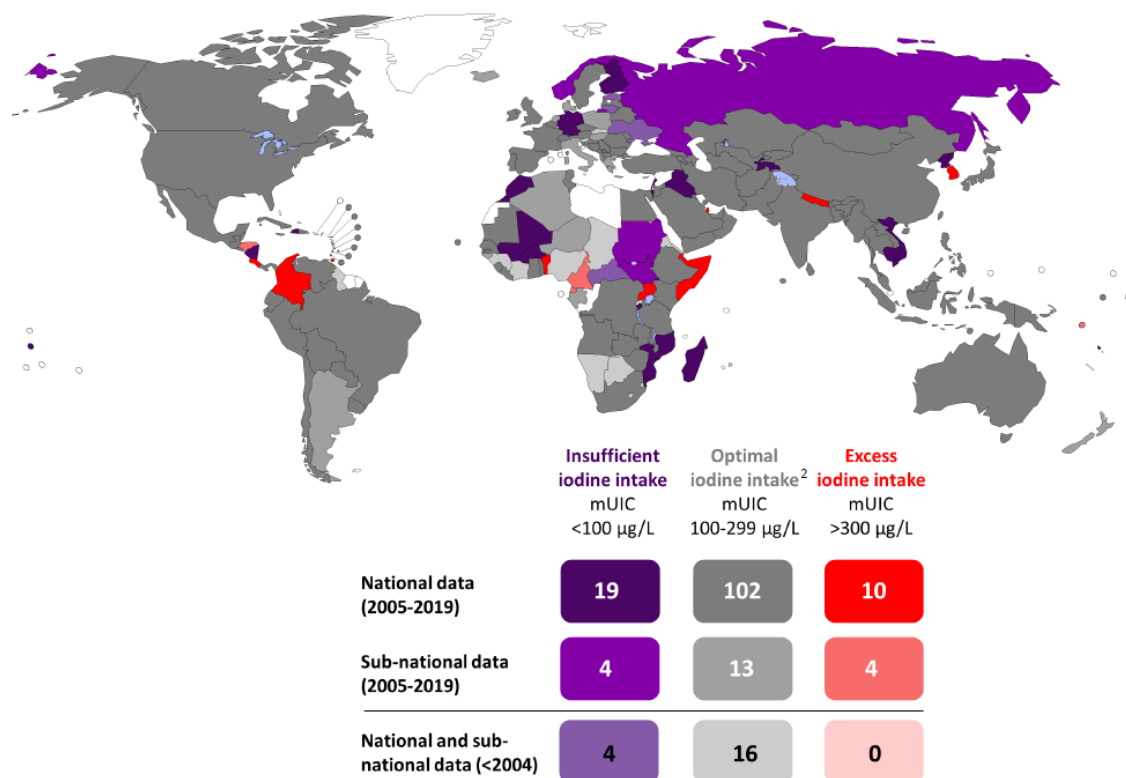 Insufficient
iodine intake
mUIC
<100 µg/L
Optimal
iodine intake²
mUIC
100-299 µg/L
Excess
iodine intake
mUIC
>300 µg/L
National data
(2005-2019)
19
102
10
Sub-national data
(2005-2019)
4
13
4
National and sub-
national data (<2004)
4
16
0